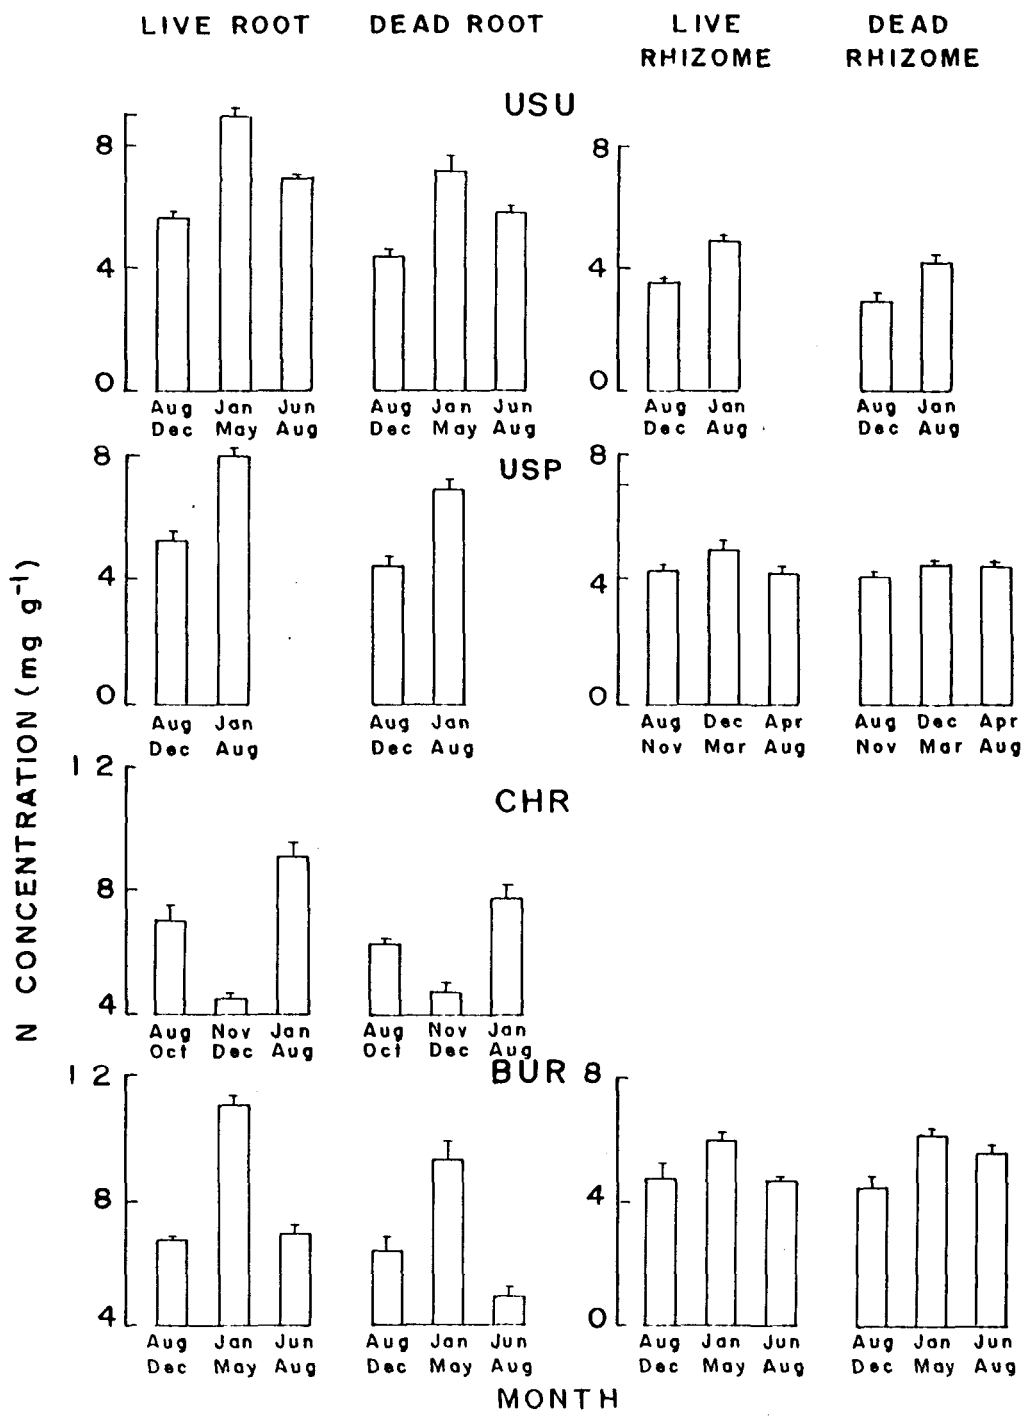 LIVE ROOT DEAD ROOT LIVE RHIZOME DEAD RHIZOME
USU
8
4
0
8
4
0
Aug Dec Jan May Jun Aug
Aug Dec Jan May Jun Aug
Aug Dec Jan Aug
Aug Dec Jan Aug
USP
8
4
0
8
4
0
Aug Dec Jan Aug
Aug Dec Jan Aug
Aug Nov Dec Mar Apr Aug
Aug Nov Dec Mar Apr Aug
N CONCENTRATION (mg g⁻¹)
CHR
12
8
4
Aug Oct Nov Dec Jan Aug
Aug Oct Nov Dec Jan Aug
BUR
12
8
4
8
4
0
Aug Dec Jan May Jun Aug
Aug Dec Jan May Jun Aug
Aug Dec Jan May Jun Aug
Aug Dec Jan May Jun Aug
MONTH